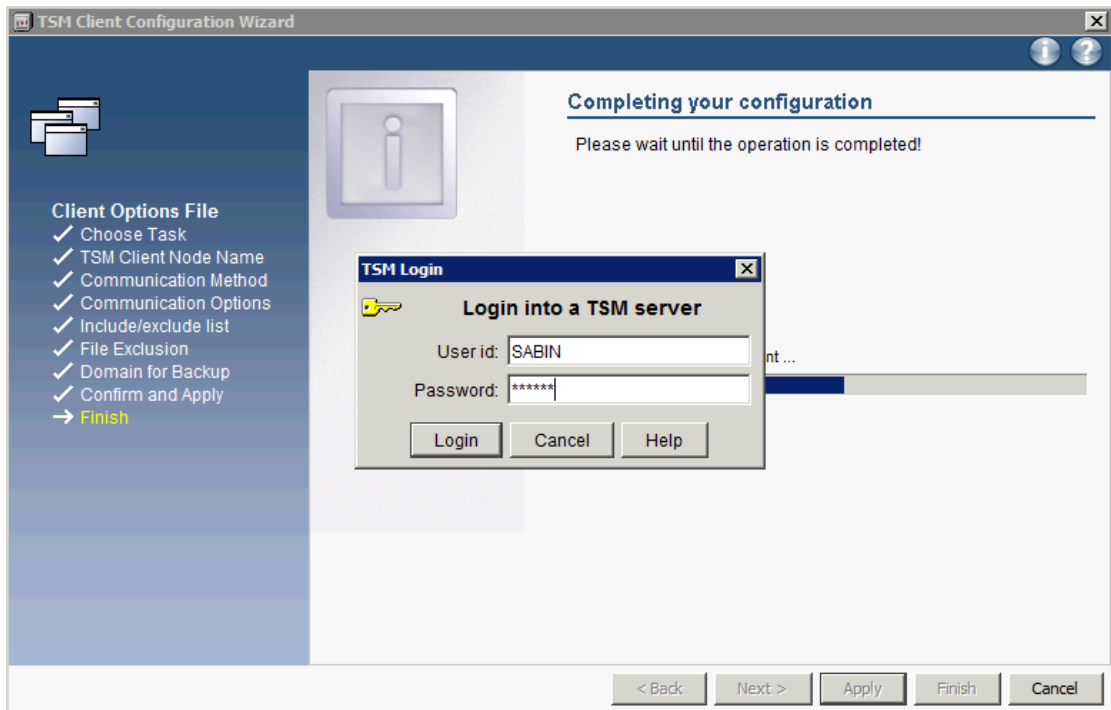 TSM Client Configuration Wizard
Completing your configuration
Please wait until the operation is completed!
Client Options File
Choose Task
TSM Client Node Name
Communication Method
Communication Options
Include/exclude list
File Exclusion
Domain for Backup
Confirm and Apply
Finish
TSM Login
Login into a TSM server
User id: SABIN
Password: ******
Login Cancel Help
nt ...
< Back Next > Apply Finish Cancel